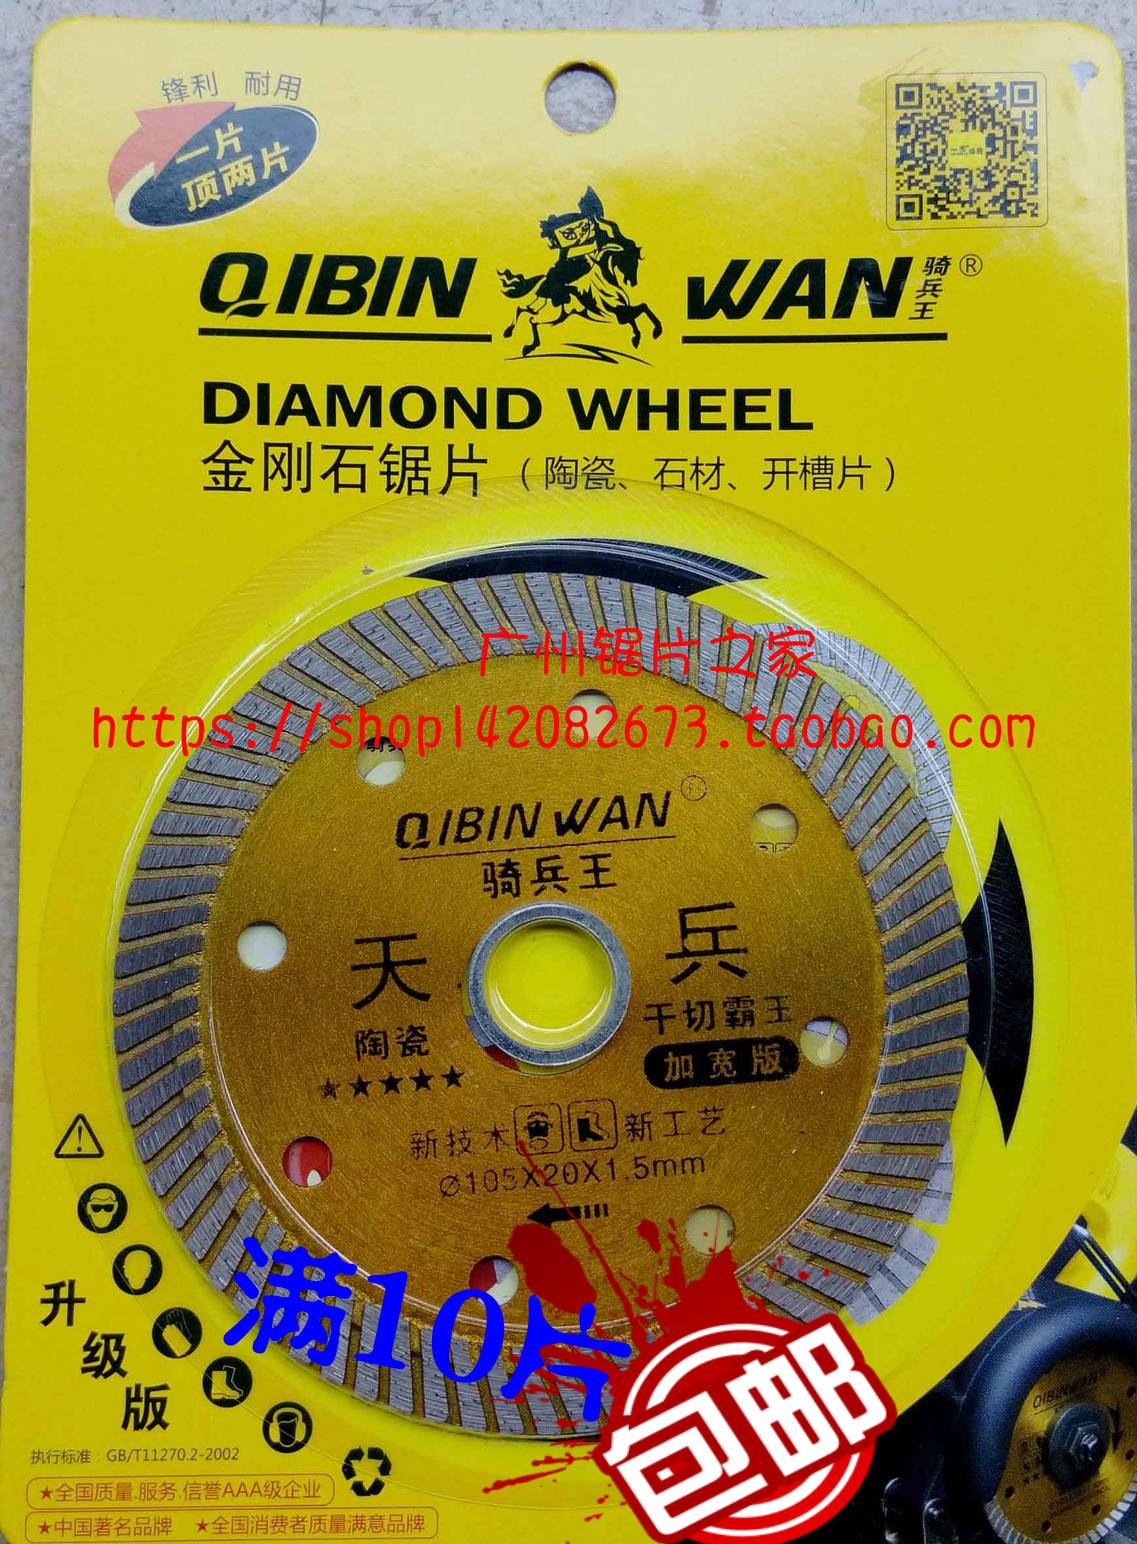 锋利 耐用
一片
顶两片
QIBIN WAN 骑兵王®
DIAMOND WHEEL
金刚石锯片（陶瓷、石材、开槽片）
广州锯片之家
https://shop142082673.taobao.com
QIBIN WAN
骑兵王
天 兵
陶瓷
干切霸王
★★★★★
加宽版
新技术 新工艺
Ø105X20X1.5mm
满10片
包邮
升级版
执行标准：GB/T11270.2-2002
★全国质量.服务.信誉AAA级企业
★中国著名品牌 ★全国消费者质量满意品牌
QIBINWAN